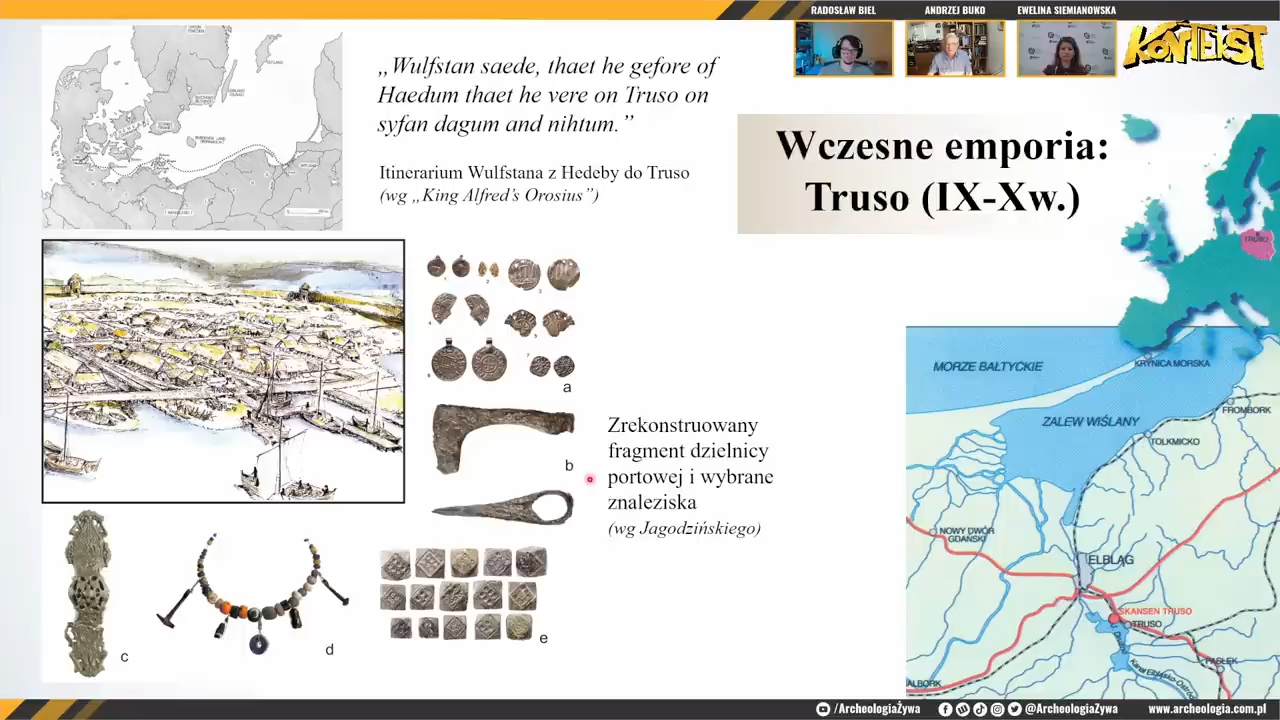 RADOSŁAW BIEL
ANDRZEJ BUKO
EWELINA SIEMIANOWSKA
KONTEKST
„Wulfstan saede, thaet he gefore of
Haedum thaet he vere on Truso on
syfan dagum and nihtum.”
Itinerarium Wulfstana z Hedeby do Truso
(wg „King Alfred's Orosius”)
Wczesne emporia:
Truso (IX-Xw.)
TRUSO
a
b
c
d
e
Zrekonstruowany
fragment dzielnicy
portowej i wybrane
znaleziska
(wg Jagodzińskiego)
MORZE BAŁTYCKIE
KRYNICA MORSKA
ZALEW WIŚLANY
FROMBORK
TOLKMICKO
NOWY DWÓR
GDAŃSKI
ELBLĄG
SKANSEN TRUSO
TRUSO
PASŁĘK
ALBORK
/ArcheologiaŻywa
@ArcheologiaŻywa
www.archeologia.com.pl